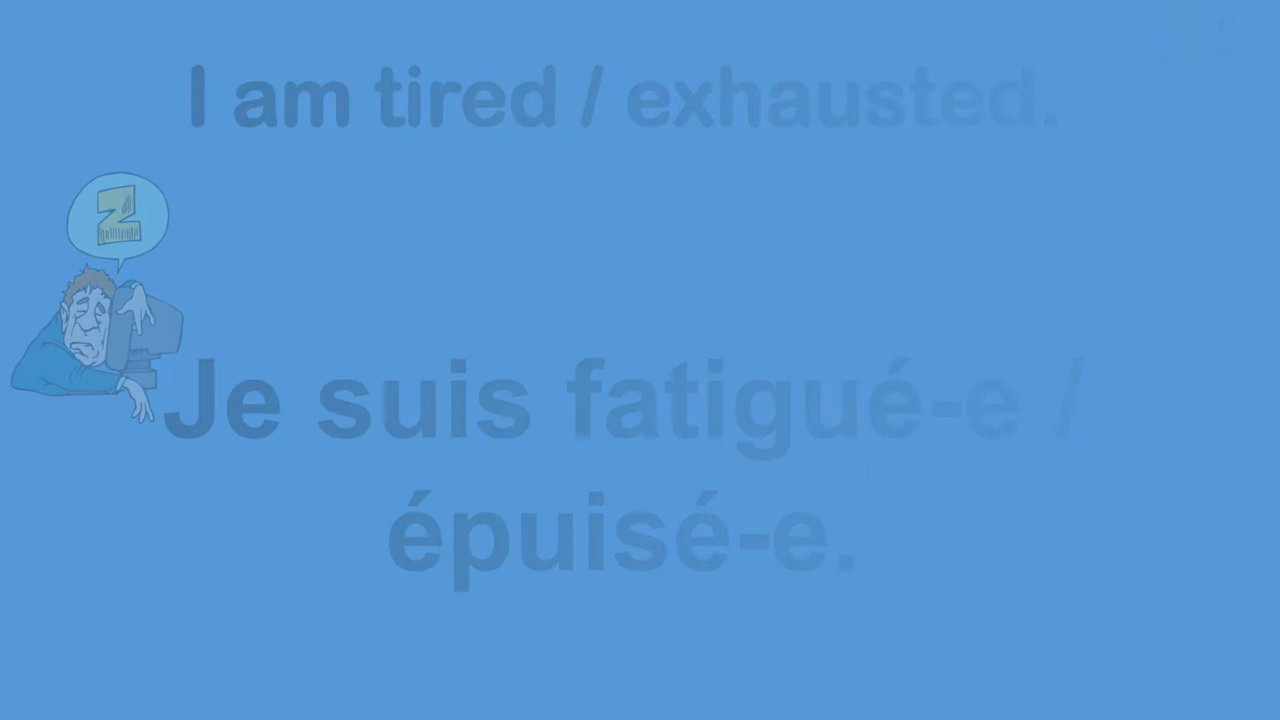 I am tired / exhausted.
Z
Je suis fatigué-e /
épuisé-e.